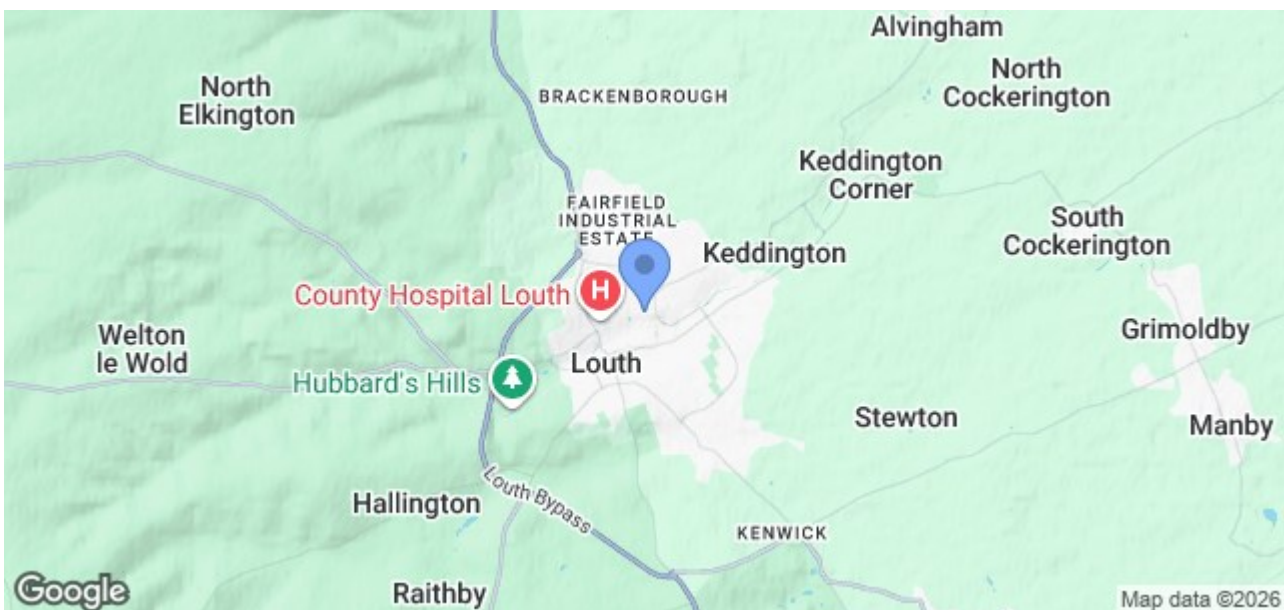 Alvingham
North
Elkington
North
Cockerington
BRACKENBOROUGH
Keddington
Corner
FAIRFIELD
INDUSTRIAL
ESTATE
South
Cockerington
Keddington
County Hospital Louth
H
Welton
le Wold
Grimoldby
Louth
Hubbard's Hills
Stewton
Manby
Hallington
Louth Bypass
KENWICK
Raithby
Google
Map data ©2026